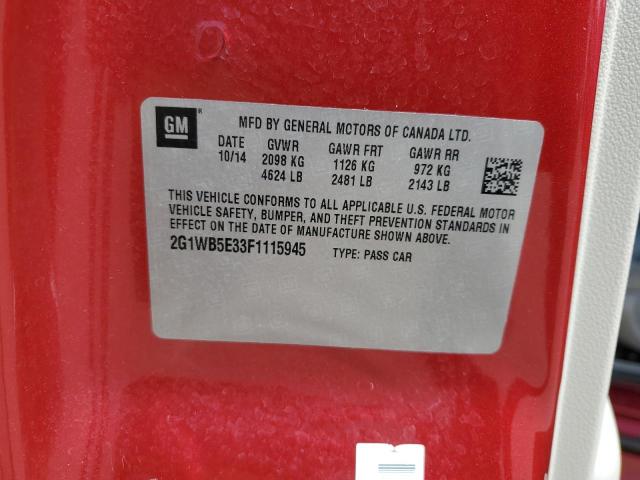 GM
MFD BY GENERAL MOTORS OF CANADA LTD.
DATE GVWR GAWR FRT GAWR RR
10/14 2098 KG 1126 KG 972 KG
4624 LB 2481 LB 2143 LB
THIS VEHICLE CONFORMS TO ALL APPLICABLE U.S. FEDERAL MOTOR
VEHICLE SAFETY, BUMPER, AND THEFT PREVENTION STANDARDS IN
EFFECT ON THE DATE OF MANUFACTURE SHOWN ABOVE.
2G1WB5E33F1115945 TYPE: PASS CAR